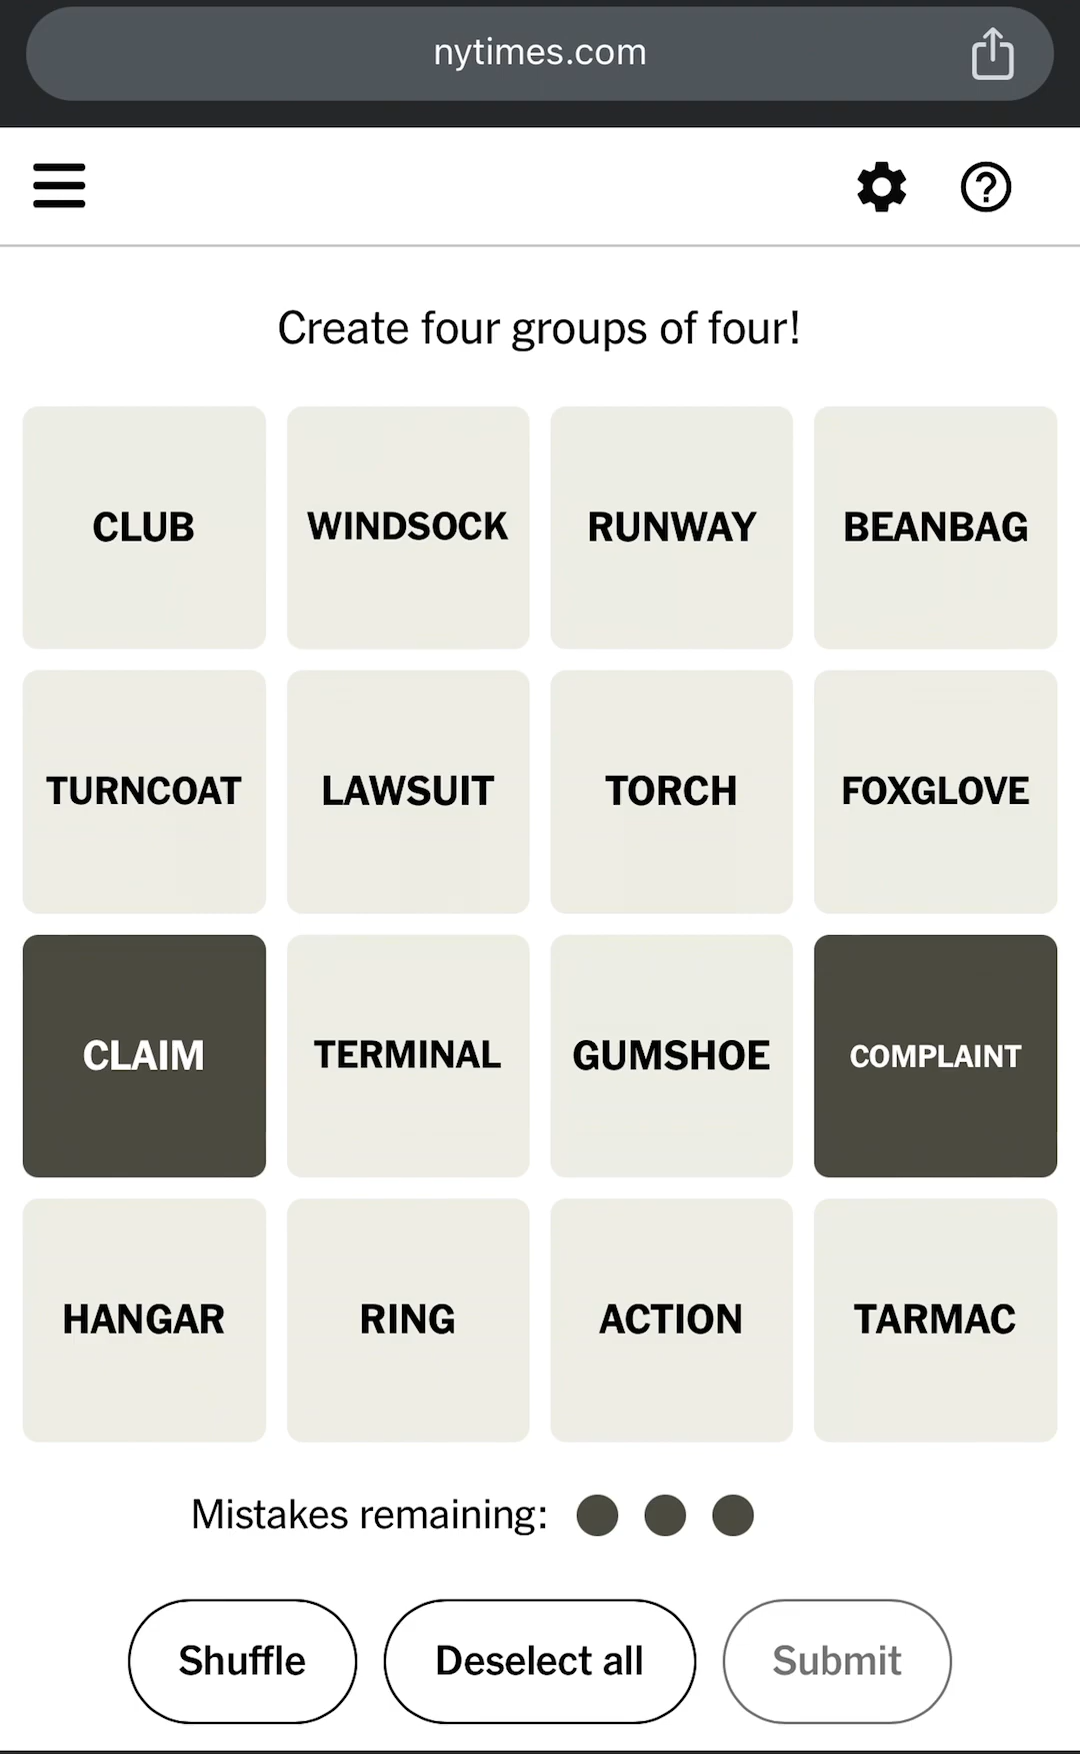 nytimes.com
Create four groups of four!
CLUB WINDSOCK RUNWAY BEANBAG
TURNCOAT LAWSUIT TORCH FOXGLOVE
CLAIM TERMINAL GUMSHOE COMPLAINT
HANGAR RING ACTION TARMAC
Mistakes remaining:
Shuffle Deselect all Submit